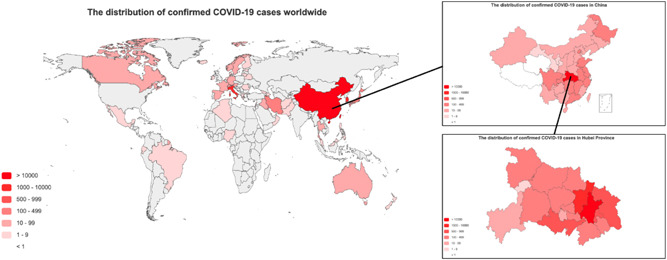 The distribution of confirmed COVID-19 cases worldwide
> 10000
1000 - 10000
500 - 999
100 - 499
10 - 99
1 - 9
< 1
The distribution of confirmed COVID-19 cases in China
> 10000
1000 - 10000
500 - 999
100 - 499
10 - 99
1 - 9
< 1
The distribution of confirmed COVID-19 cases in Hubei Province
> 10000
1000 - 10000
500 - 999
100 - 499
10 - 99
1 - 9
< 1